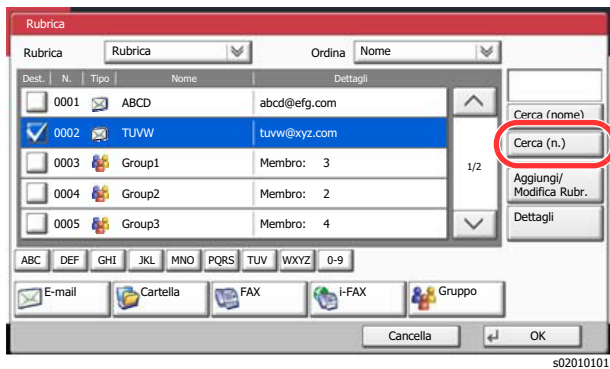 Rubrica
Rubrica Rubrica Ordina Nome
Dest. N. Tipo Nome Dettagli
0001 ABCD abcd@efg.com
Cerca (nome)
0002 TUVW tuvw@xyz.com
Cerca (n.)
0003 Group1 Membro: 3 1/2
Aggiungi/
Modifica Rubr.
0004 Group2 Membro: 2
0005 Group3 Membro: 4
Dettagli
ABC DEF GHI JKL MNO PQRS TUV WXYZ 0-9
E-mail Cartella FAX i-FAX Gruppo
Cancella OK
s02010101